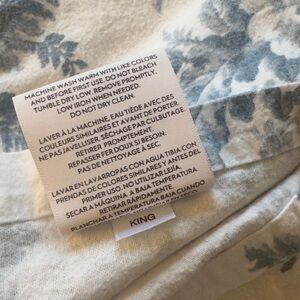 MACHINE WASH WARM WITH LIKE COLORS
AND BEFORE FIRST USE. DO NOT BLEACH
TUMBLE DRY LOW. REMOVE PROMPTLY.
LOW IRON WHEN NEEDED.
DO NOT DRY CLEAN.
LAVER À LA MACHINE, EAU TIÈDE AVEC DES
COULEURS SIMILAIRES ET AVANT DE PORTER.
NE PAS JAVELLISER. SÉCHAGE PAR CULBUTAGE.
RETIRER PROMPTEMENT.
REPASSER FER DOUX SI BESOIN.
PAS DE NETTOYAGE À SEC.
LAVAR EN LAVARROPAS CON AGUA TIBIA CON
PRENDAS DE COLORES SIMILARES Y ANTES DEL
PRIMER USO. NO UTILIZAR LEJÍA
SECAR A MÁQUINA A BAJA TEMPERATURA
RETIRAR RÁPIDAMENTE.
PLANCHAR A TEMPERATURA BAJA CUANDO
KING